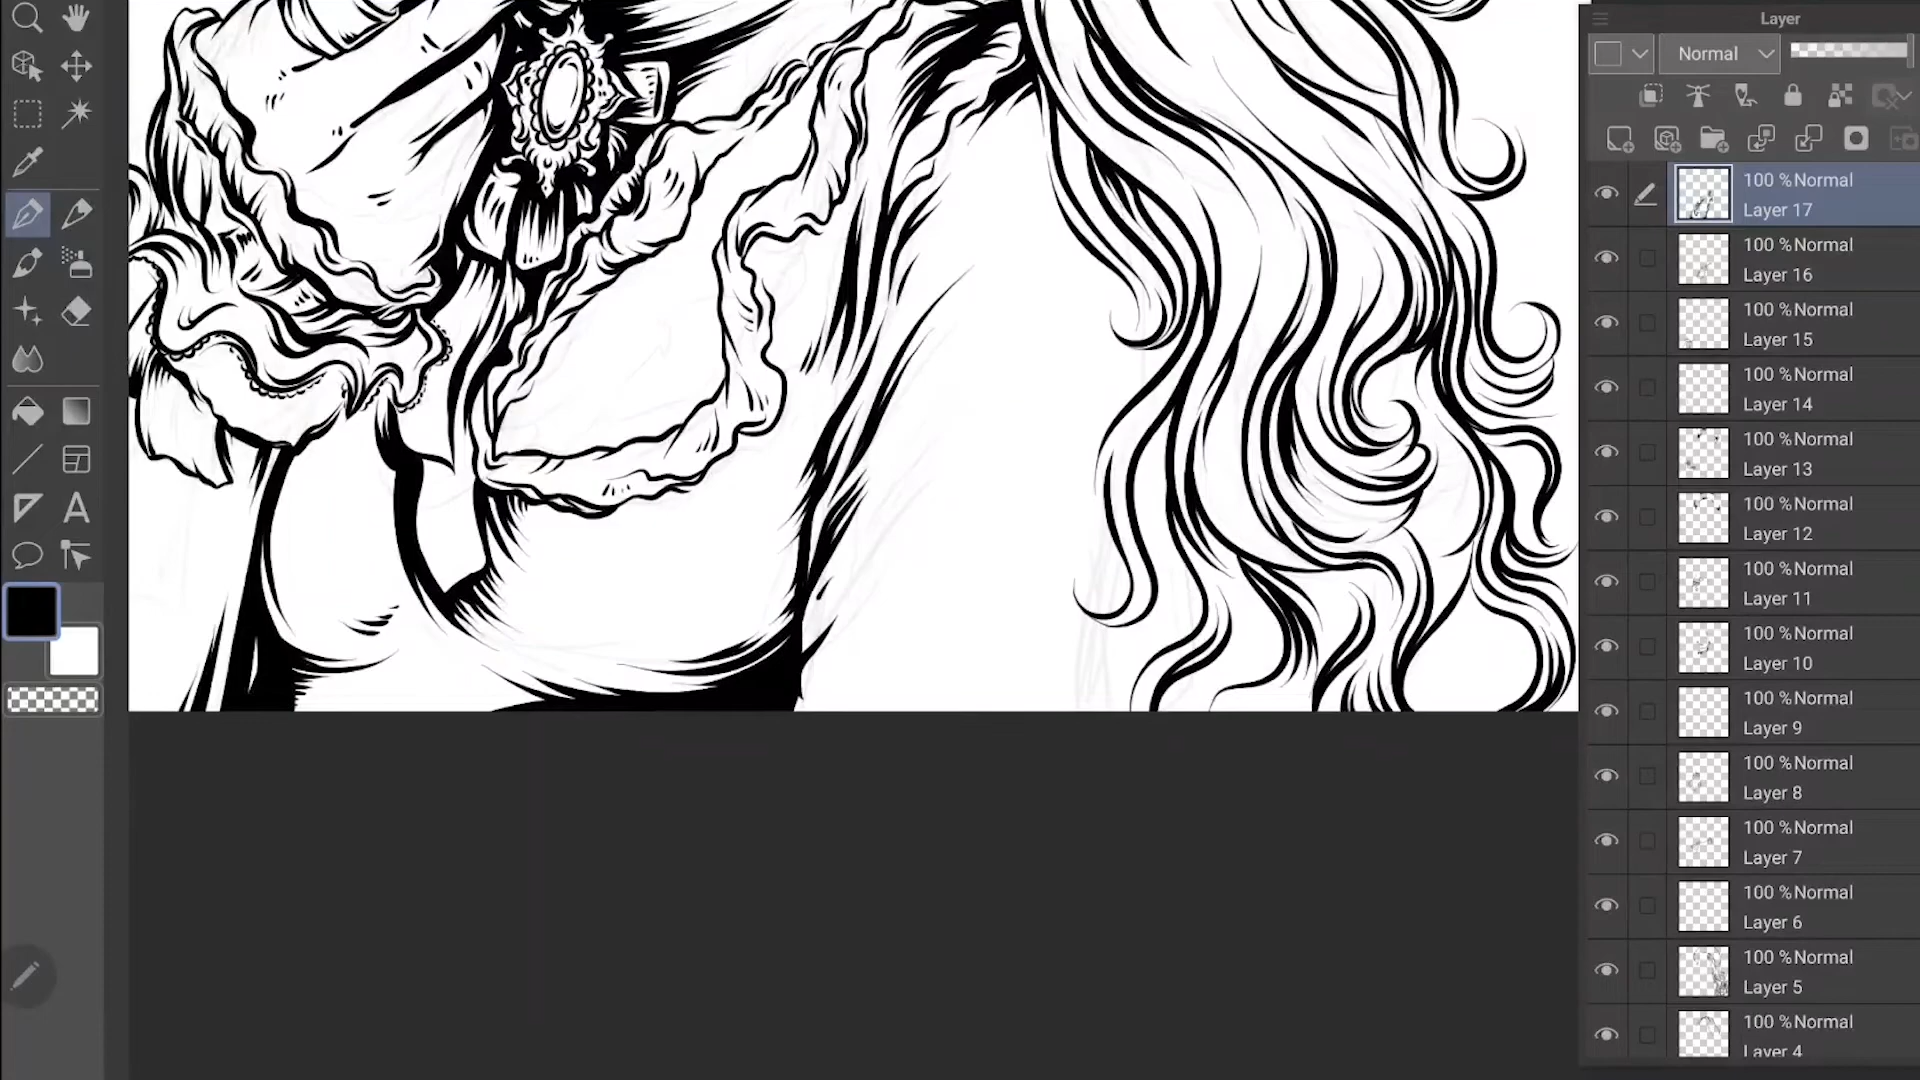 Layer
Normal
100 %Normal
Layer 17
100 %Normal
Layer 16
100 %Normal
Layer 15
100 %Normal
Layer 14
100 %Normal
Layer 13
100 %Normal
Layer 12
100 %Normal
Layer 11
100 %Normal
Layer 10
100 %Normal
Layer 9
100 %Normal
Layer 8
100 %Normal
Layer 7
100 %Normal
Layer 6
100 %Normal
Layer 5
100 %Normal
Layer 4